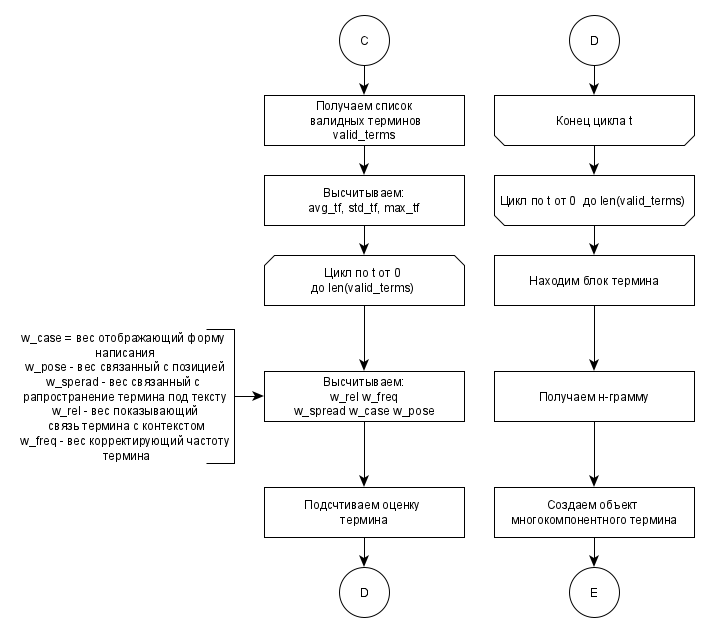 C
Получаем список
валидных терминов
valid_terms
Высчитываем:
avg_tf, std_tf, max_tf
Цикл по t от 0
до len(valid_terms)
w_case = вес отображающий форму
написания
w_pose - вес связанный с позицией
w_sperad - вес связанный с
рапространение термина под тексту
w_rel - вес показывающий
связь термина с контекстом
w_freq - вес корректирующий частоту
термина
Высчитываем:
w_rel w_freq
w_spread w_case w_pose
Подсчтиваем оценку
термина
D
D
Конец цикла t
Цикл по t от 0 до len(valid_terms)
Находим блок термина
Получаем н-грамму
Создаем объект
многокомпонентного термина
E